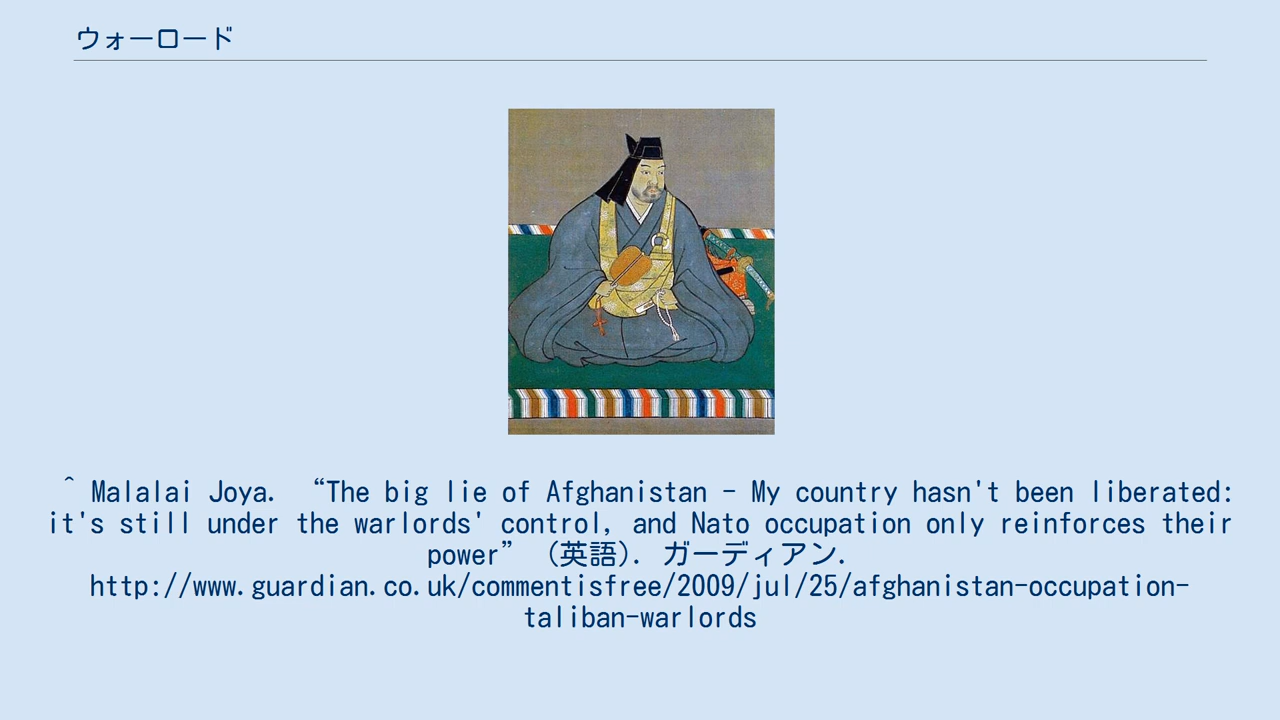 ウォーロード
^ Malalai Joya. “The big lie of Afghanistan - My country hasn't been liberated:
it's still under the warlords' control, and Nato occupation only reinforces their
power” (英語). ガーディアン.
http://www.guardian.co.uk/commentisfree/2009/jul/25/afghanistan-occupation-
taliban-warlords